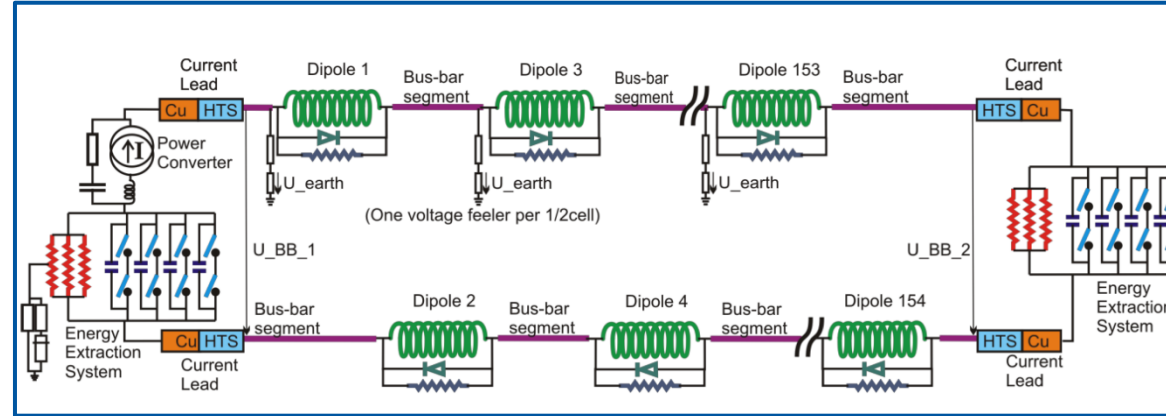 Current
Lead
Cu
HTS
Dipole 1
Bus-bar
segment
Dipole 3
Bus-bar
segment
Dipole 153
Bus-bar
segment
Current
Lead
HTS
Cu
I
Power
Converter
U_earth
U_earth
U_earth
(One voltage feeler per 1/2cell)
U_BB_1
U_BB_2
Energy
Extraction
System
Cu
HTS
Current
Lead
Bus-bar
segment
Dipole 2
Bus-bar
segment
Dipole 4
Bus-bar
segment
Dipole 154
HTS
Cu
Current
Lead
Energy
Extraction
System